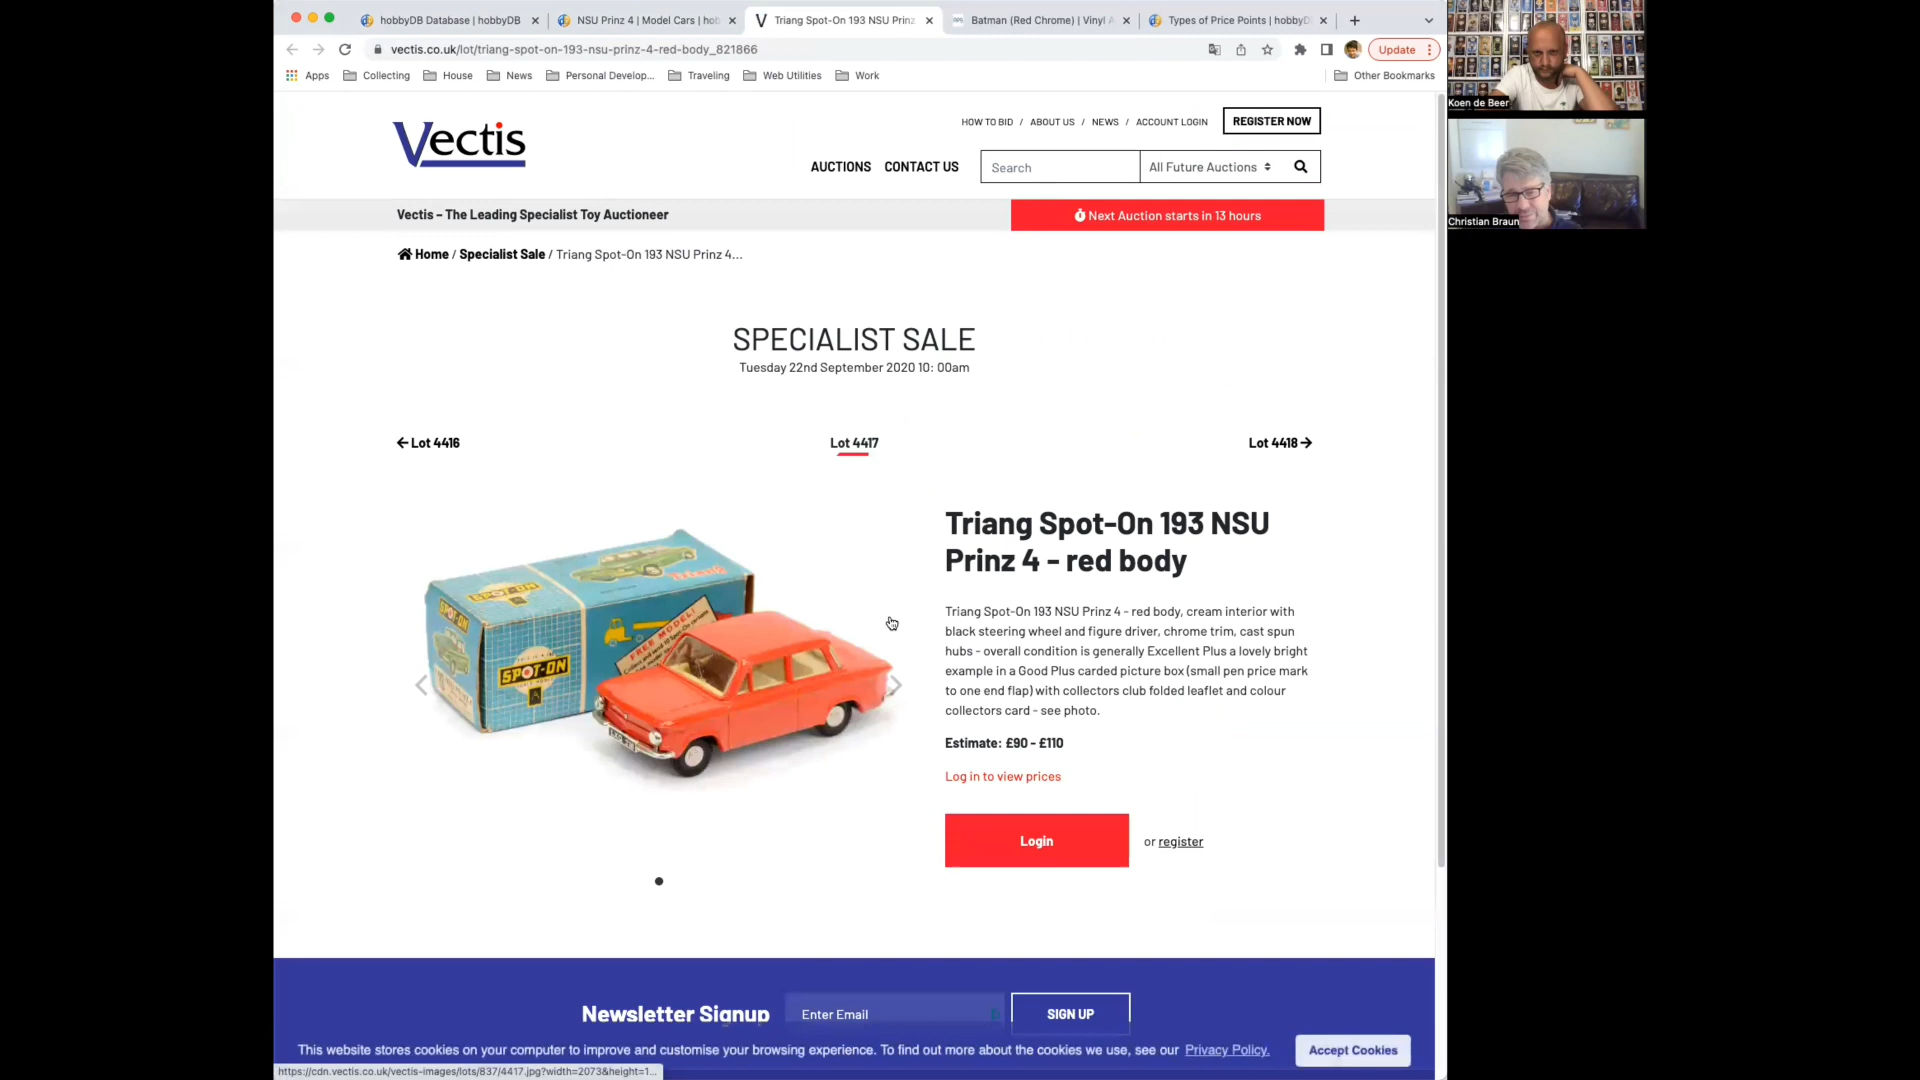 hobbyDB Database | hobbyDB
NSU Prinz 4 | Model Cars | hob
Triang Spot-On 193 NSU Prinz
Batman (Red Chrome) | Vinyl A
Types of Price Points | hobbyD
vectis.co.uk/lot/triang-spot-on-193-nsu-prinz-4-red-body_821866
Update
Apps
Collecting
House
News
Personal Develop...
Traveling
Web Utilities
Work
Other Bookmarks
Koen de Beer
Christian Braun
Vectis
HOW TO BID / ABOUT US / NEWS / ACCOUNT LOGIN
REGISTER NOW
AUCTIONS CONTACT US
Search
All Future Auctions
Vectis – The Leading Specialist Toy Auctioneer
Next Auction starts in 13 hours
Home / Specialist Sale / Triang Spot-On 193 NSU Prinz 4...
SPECIALIST SALE
Tuesday 22nd September 2020 10: 00am
Lot 4416
Lot 4417
Lot 4418
SPOT-ON
SPOT-ON
SPOT-ON
Triang
FREE MODEL!
Triang Spot-On 193 NSU
Prinz 4 - red body
Triang Spot-On 193 NSU Prinz 4 - red body, cream interior with
black steering wheel and figure driver, chrome trim, cast spun
hubs - overall condition is generally Excellent Plus a lovely bright
example in a Good Plus carded picture box (small pen price mark
to one end flap) with collectors club folded leaflet and colour
collectors card - see photo.
Estimate: £90 - £110
Log in to view prices
Login
or register
Newsletter Signup
Enter Email
SIGN UP
This website stores cookies on your computer to improve and customise your browsing experience. To find out more about the cookies we use, see our Privacy Policy.
Accept Cookies
https://cdn.vectis.co.uk/vectis-images/lots/837/4417.jpg?width=2073&height=1...